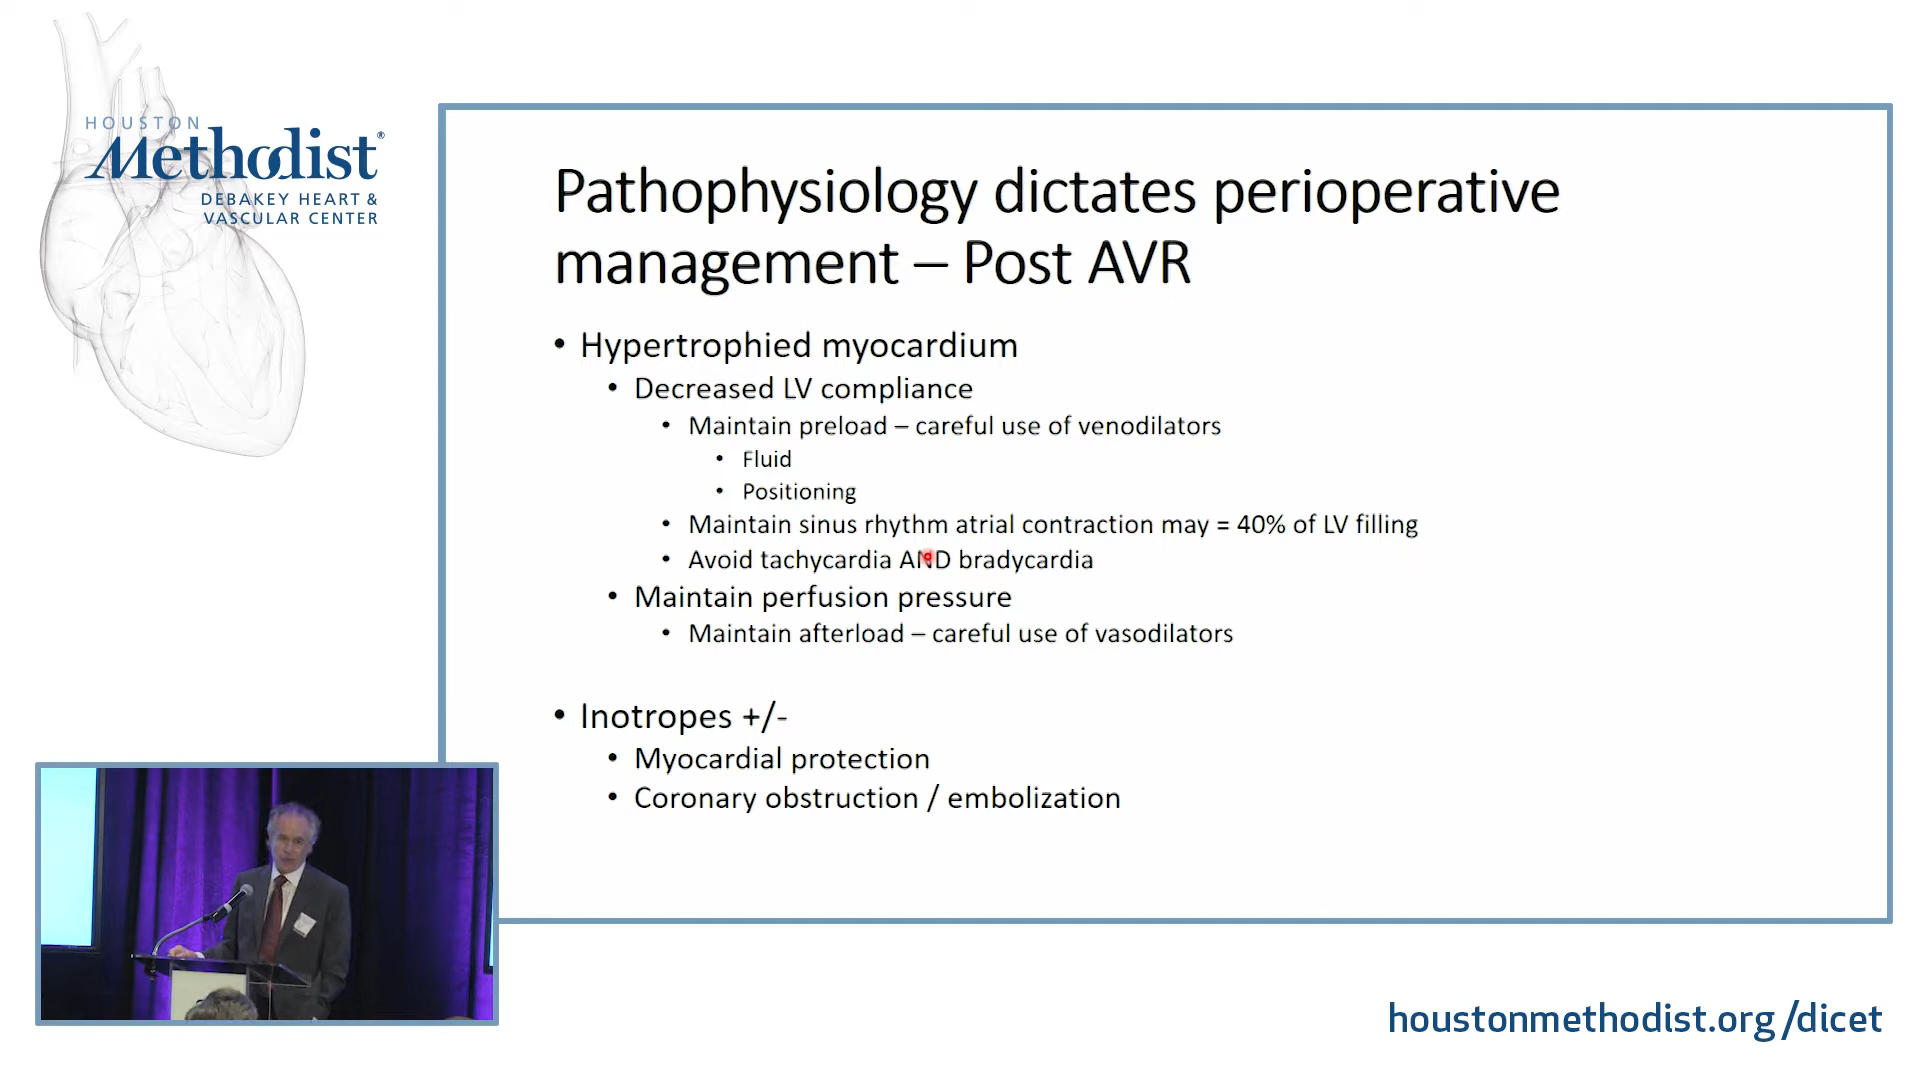 HOUSTON
Methodist®
DEBAKEY HEART &
VASCULAR CENTER
Pathophysiology dictates perioperative
management – Post AVR
• Hypertrophied myocardium
• Decreased LV compliance
• Maintain preload – careful use of venodilators
• Fluid
• Positioning
• Maintain sinus rhythm atrial contraction may = 40% of LV filling
• Avoid tachycardia AND bradycardia
• Maintain perfusion pressure
• Maintain afterload – careful use of vasodilators
• Inotropes +/-
• Myocardial protection
• Coronary obstruction / embolization
houstonmethodist.org/dicet